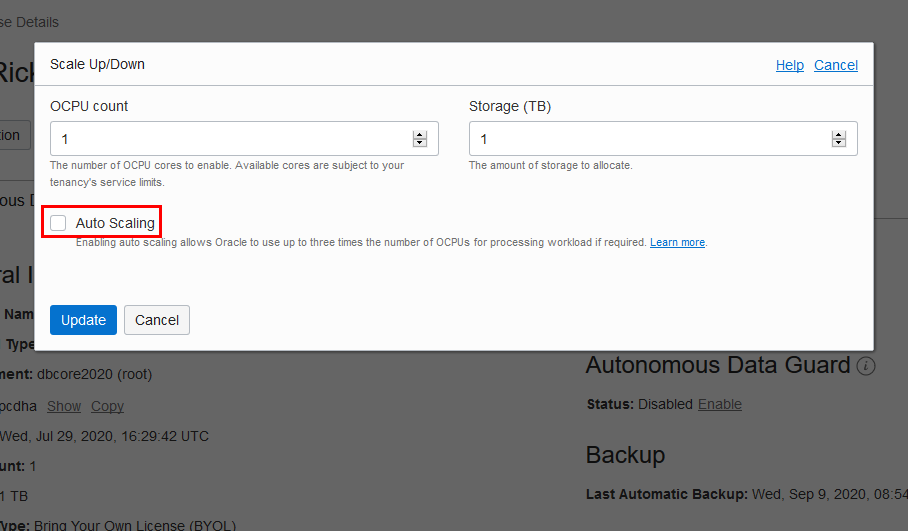 se Details
Rick
Scale Up/Down
Help Cancel
OCPU count
Storage (TB)
1
1
The number of OCPU cores to enable. Available cores are subject to your
tenancy's service limits.
The amount of storage to allocate.
tion
ous D
Auto Scaling
Enabling auto scaling allows Oracle to use up to three times the number of OCPUs for processing workload if required. Learn more.
ral I
Nam
Update Cancel
Type
Autonomous Data Guard i
ment: dbcore2020 (root)
Status: Disabled Enable
pcdha Show Copy
Wed, Jul 29, 2020, 16:29:42 UTC
Backup
unt: 1
1 TB
Last Automatic Backup: Wed, Sep 9, 2020, 08:54
Type: Bring Your Own License (BYOL)